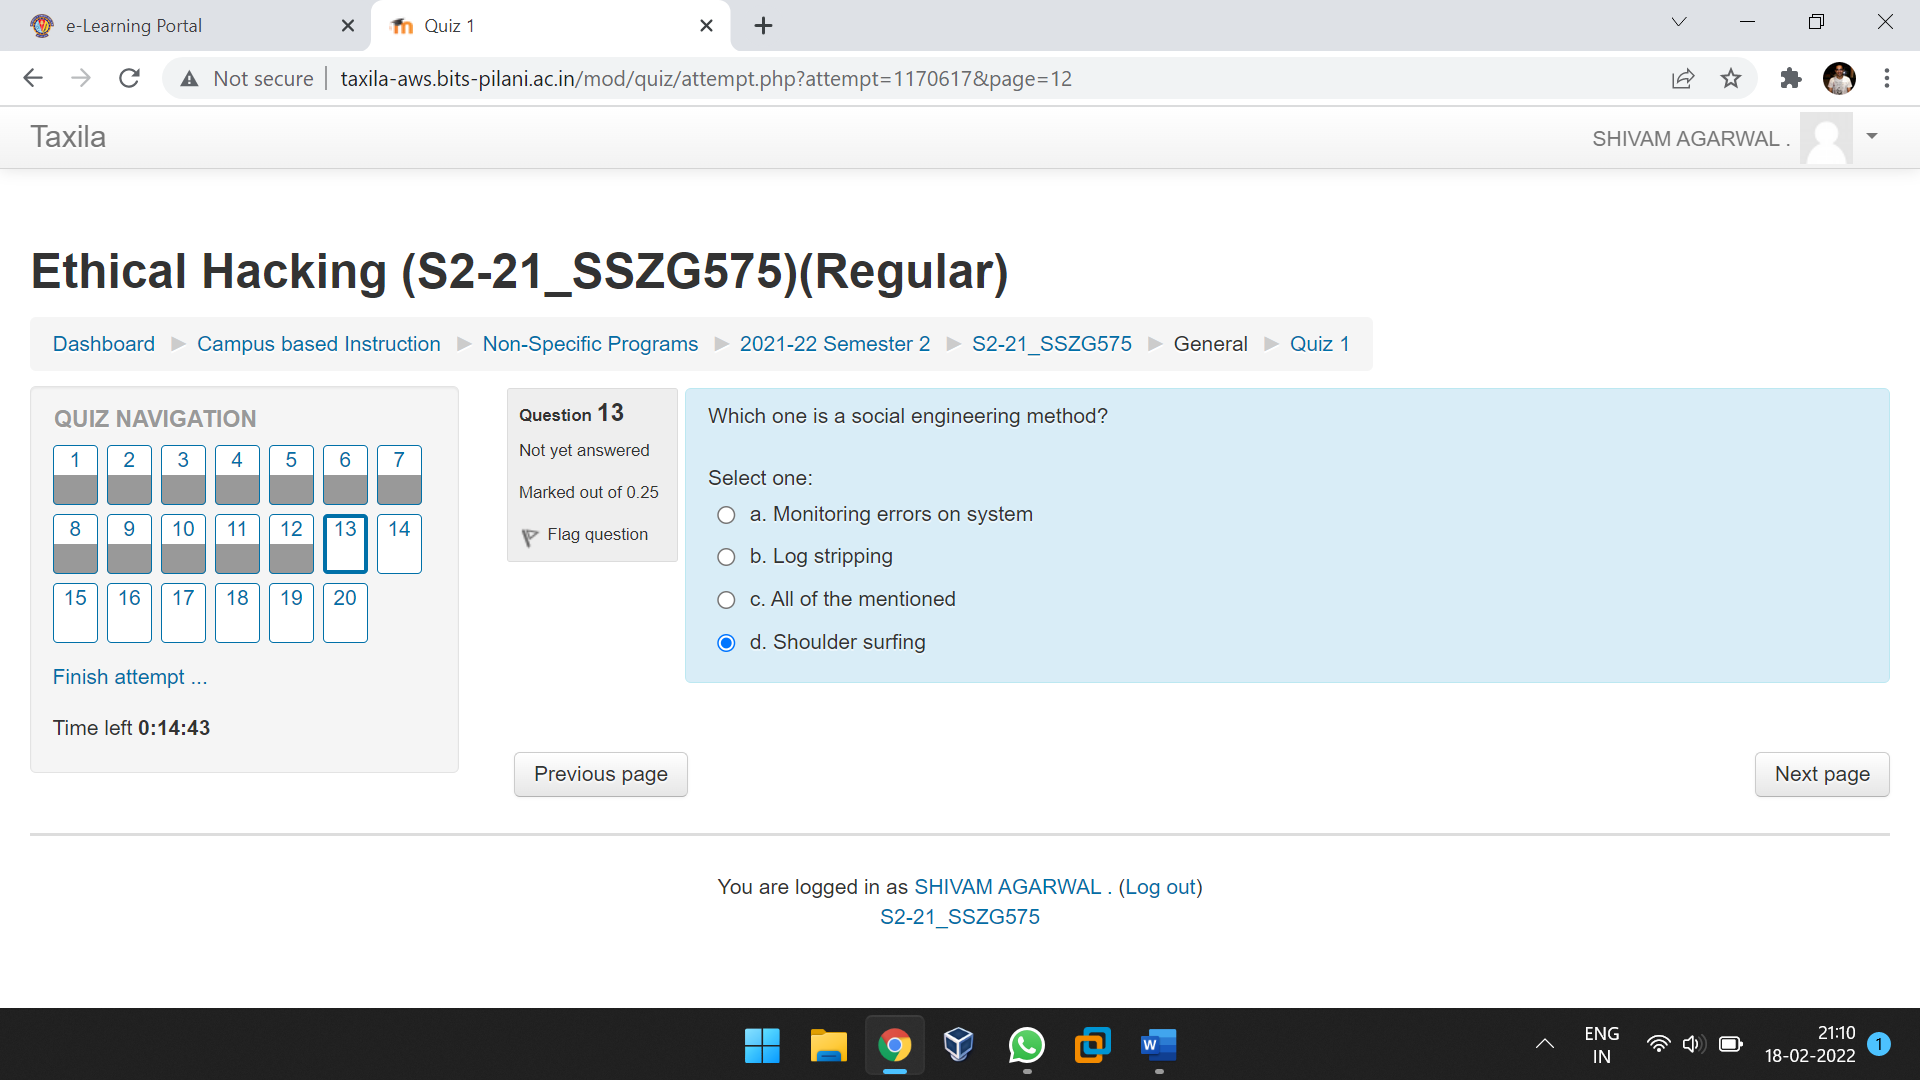 e-Learning Portal
Quiz 1
Not secure
taxila-aws.bits-pilani.ac.in/mod/quiz/attempt.php?attempt=1170617&page=12
Taxila
SHIVAM AGARWAL .
Ethical Hacking (S2-21_SSZG575)(Regular)
Dashboard ▶ Campus based Instruction ▶ Non-Specific Programs ▶ 2021-22 Semester 2 ▶ S2-21_SSZG575 ▶ General ▶ Quiz 1
QUIZ NAVIGATION
1 2 3 4 5 6 7
8 9 10 11 12 13 14
15 16 17 18 19 20
Finish attempt ...
Time left 0:14:43
Question 13
Not yet answered
Marked out of 0.25
Flag question
Which one is a social engineering method?
Select one:
a. Monitoring errors on system
b. Log stripping
c. All of the mentioned
d. Shoulder surfing
Previous page
Next page
You are logged in as SHIVAM AGARWAL . (Log out)
S2-21_SSZG575
W
ENG
IN
21:10
18-02-2022
1